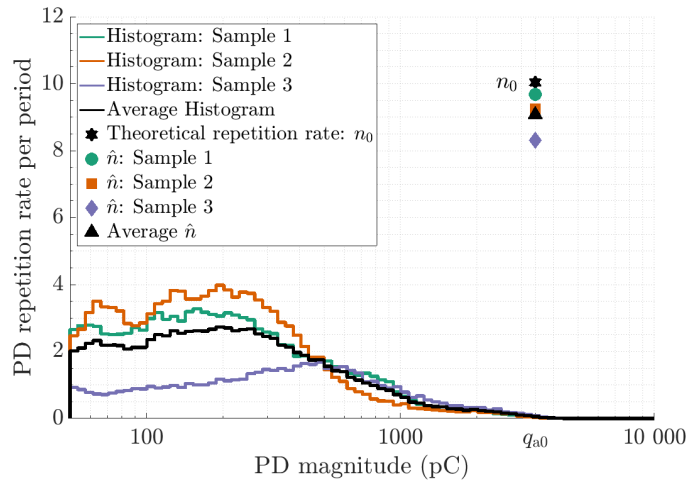 12
10
8
6
4
2
0
PD repetition rate per period
Histogram: Sample 1
Histogram: Sample 2
Histogram: Sample 3
Average Histogram
Theoretical repetition rate: n₀
n̂: Sample 1
n̂: Sample 2
n̂: Sample 3
Average n̂
n₀
100
1000
qₐ₀
10 000
PD magnitude (pC)